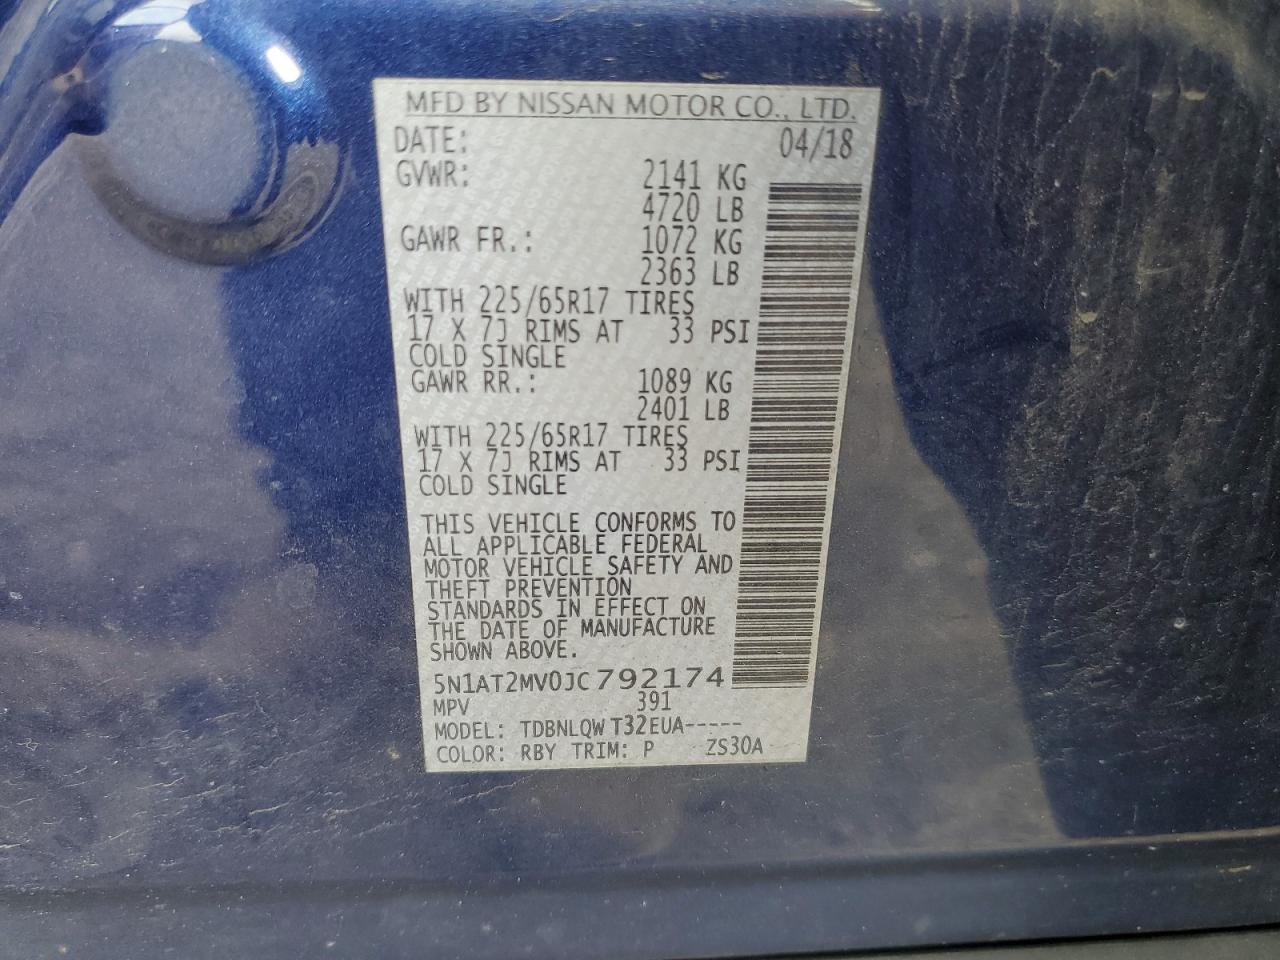 MFD BY NISSAN MOTOR CO., LTD.
DATE: 04/18
GVWR: 2141 KG
4720 LB
GAWR FR.: 1072 KG
2363 LB
WITH 225/65R17 TIRES
17 X 7J RIMS AT 33 PSI
COLD SINGLE
GAWR RR.: 1089 KG
2401 LB
WITH 225/65R17 TIRES
17 X 7J RIMS AT 33 PSI
COLD SINGLE
THIS VEHICLE CONFORMS TO
ALL APPLICABLE FEDERAL
MOTOR VEHICLE SAFETY AND
THEFT PREVENTION
STANDARDS IN EFFECT ON
THE DATE OF MANUFACTURE
SHOWN ABOVE.
5N1AT2MV0JC792174
MPV 391
MODEL: TDBNLQW T32EUA-----
COLOR: RBY TRIM: P ZS30A